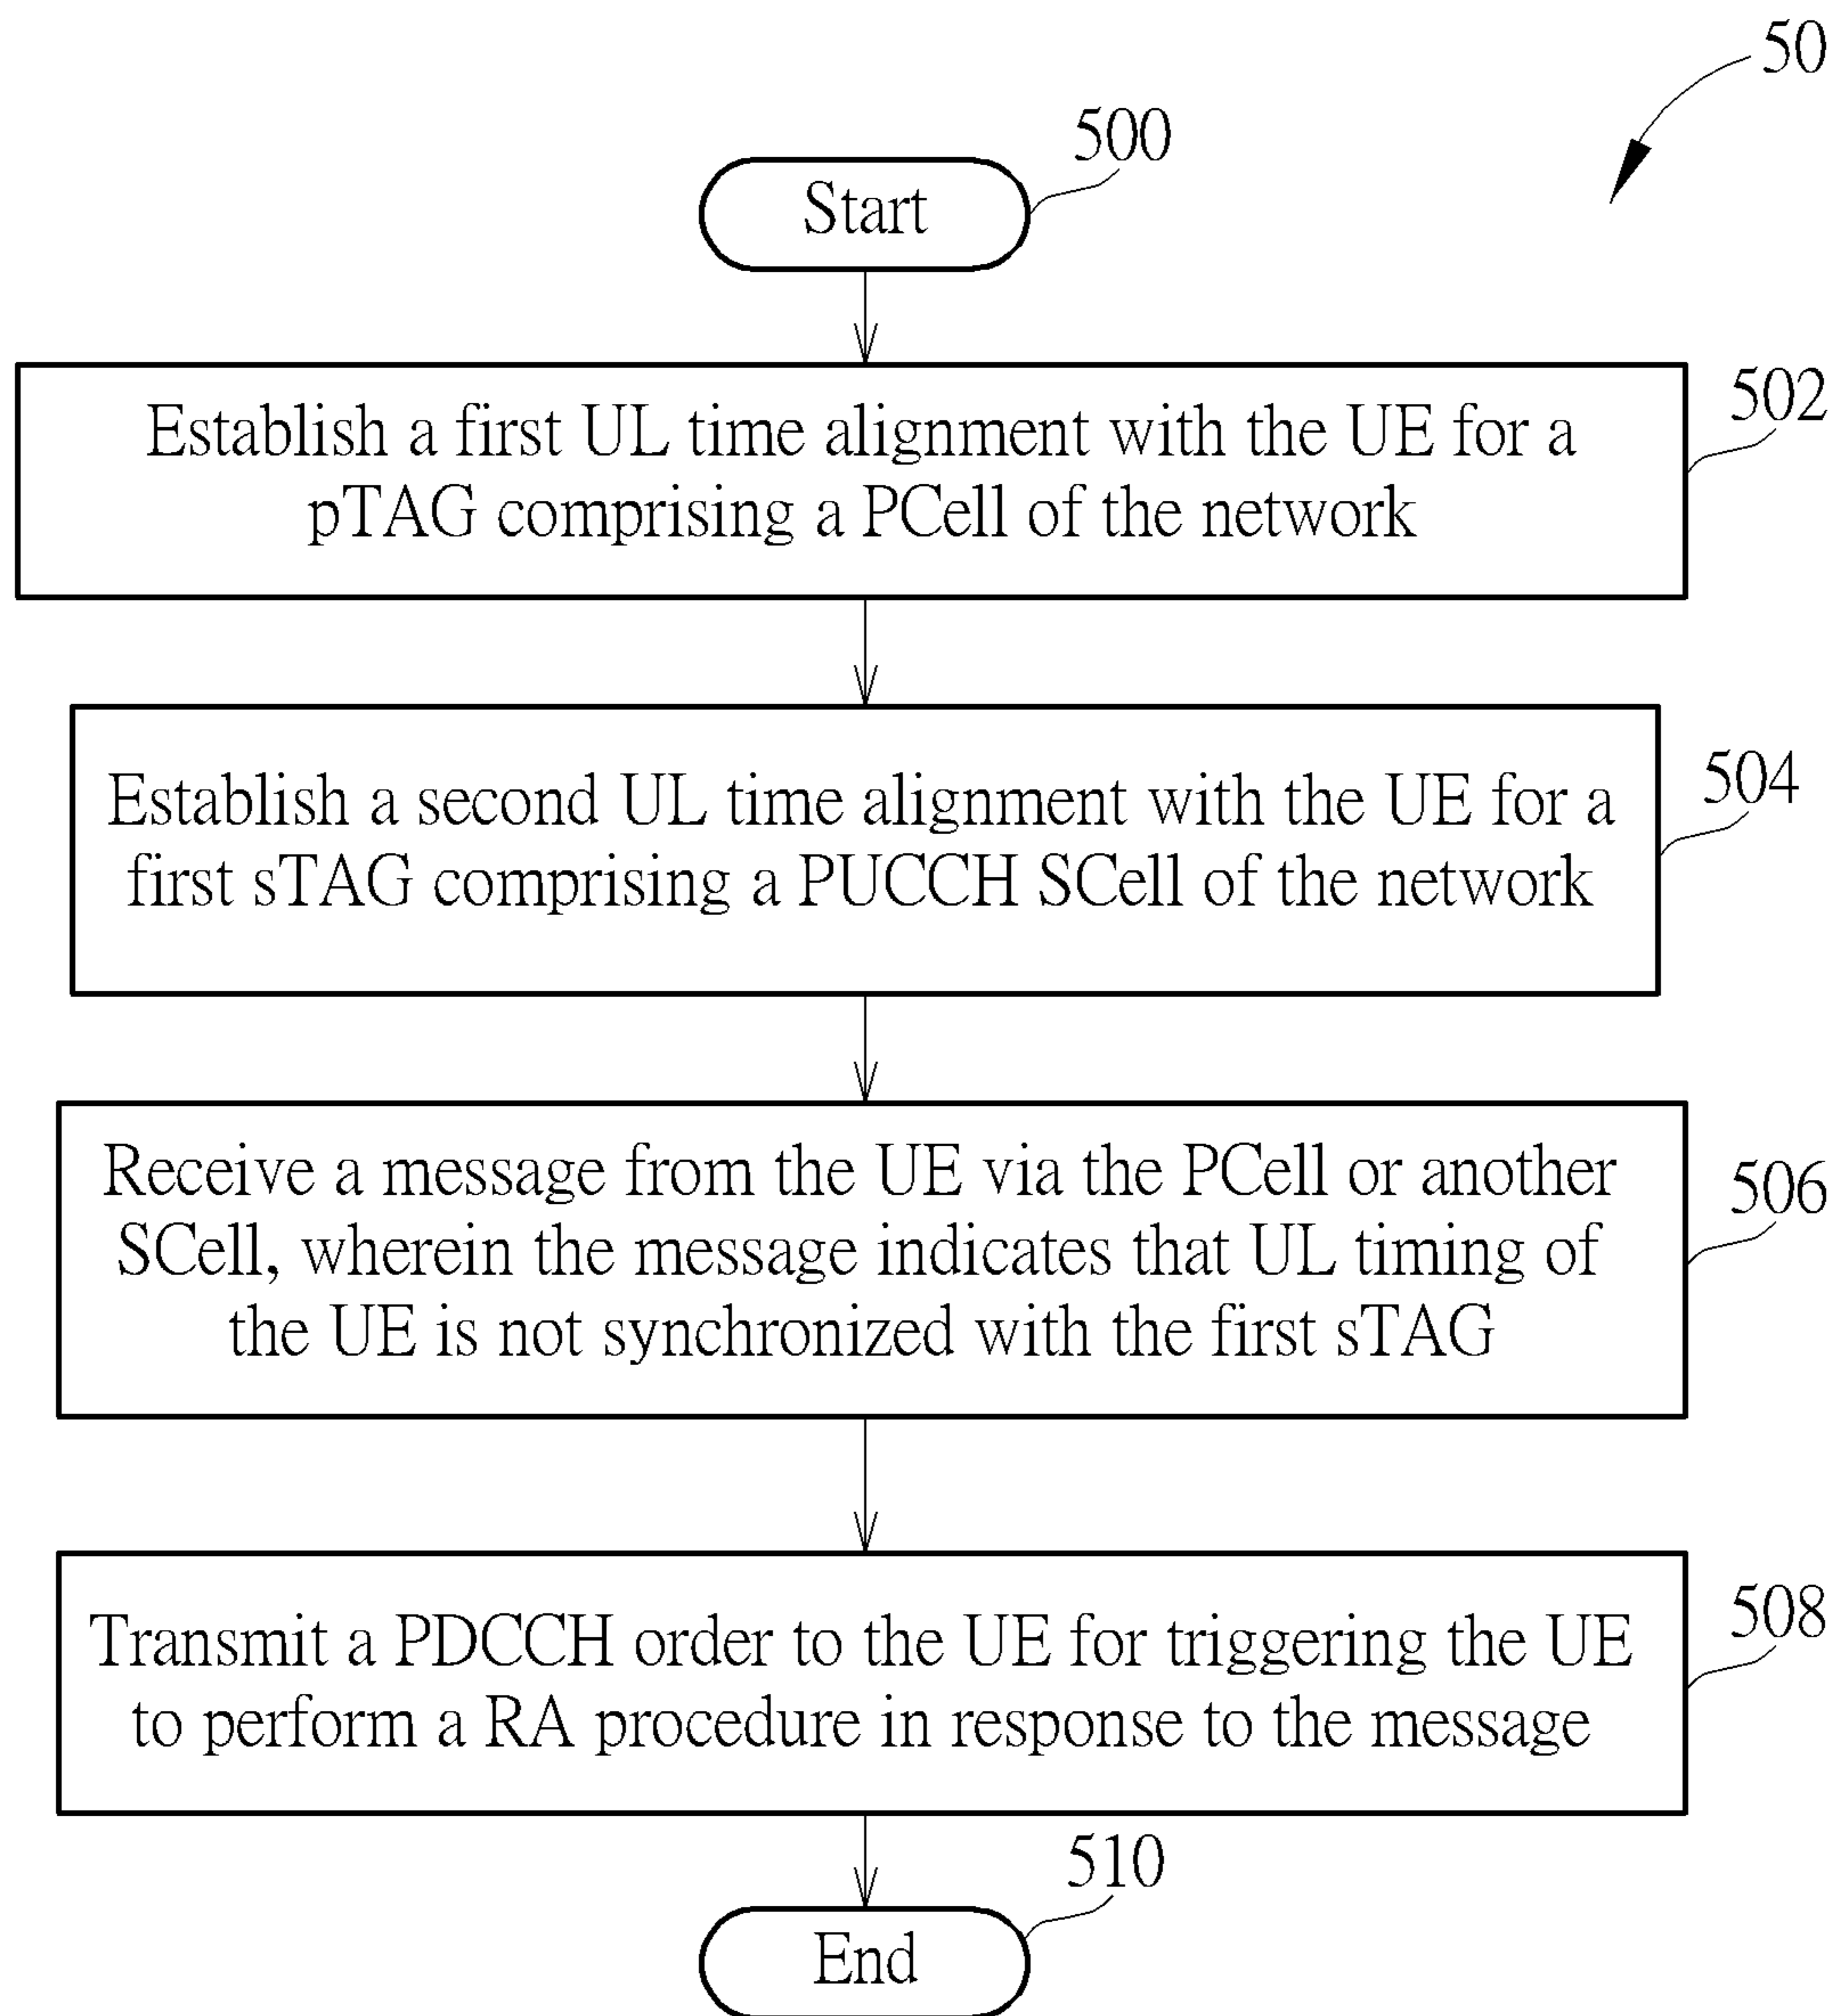 50
500
Start
502
Establish a first UL time alignment with the UE for a
pTAG comprising a PCell of the network
504
Establish a second UL time alignment with the UE for a
first sTAG comprising a PUCCH SCell of the network
506
Receive a message from the UE via the PCell or another
SCell, wherein the message indicates that UL timing of
the UE is not synchronized with the first sTAG
508
Transmit a PDCCH order to the UE for triggering the UE
to perform a RA procedure in response to the message
510
End